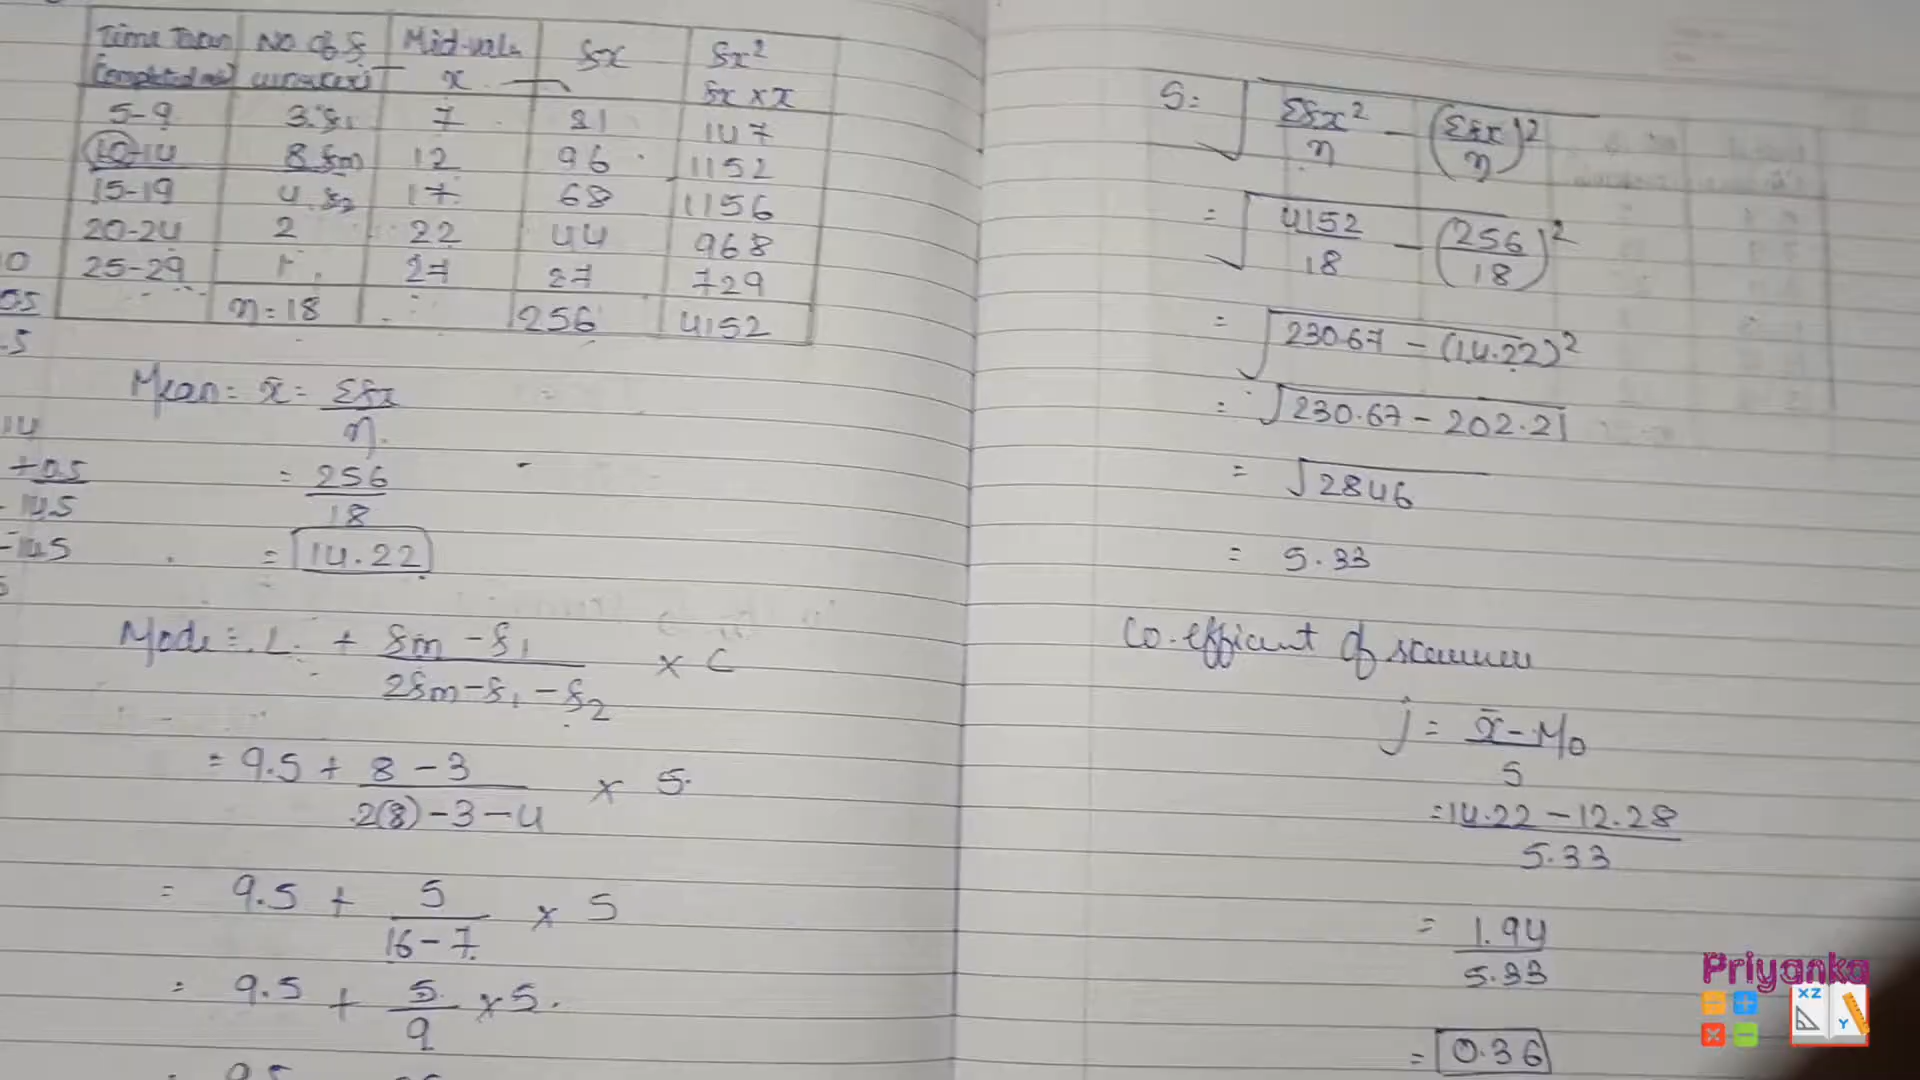 Time Taken No of f Mid-value fx fx²
x fx × x
5-9 3 f₁ 7 21 147
10-14 8 fm 12 96 1152
15-19 4 f₂ 17 68 1156
20-24 2 22 44 968
25-29 1 27 27 729
n = 18 256 4152
14
+0.5
14.5
Mean = x̄ = Σfx
n
= 256
18
= 14.22
Mode = L + fm - f₁ × C
2fm - f₁ - f₂
= 9.5 + 8 - 3 × 5
2(8) - 3 - 4
= 9.5 + 5 × 5
16 - 7
= 9.5 + 5 × 5
9
S = √ Σfx² - (Σfx)²
n n
= √ 4152 - (256)²
18 18
= √230.67 - (14.22)²
= √230.67 - 202.21
= √28.46
= 5.33
Co-efficient of
j = x̄ - Mo
S
= 14.22 - 12.28
5.33
= 1.94
5.33
= 0.36
Priyanka
XZ
Y